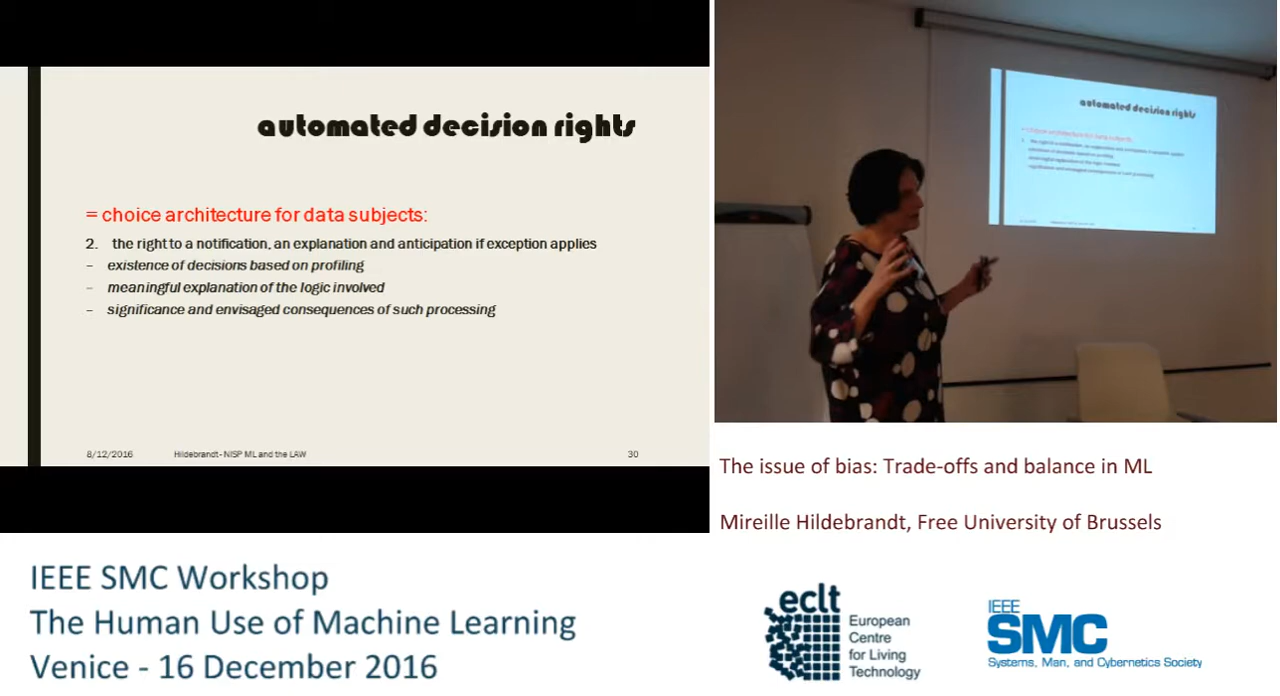 automated decision rights
= choice architecture for data subjects:
2. the right to a notification, an explanation and anticipation if exception applies
– existence of decisions based on profiling
– meaningful explanation of the logic involved
– significance and envisaged consequences of such processing
8/12/2016 Hildebrandt - NISP ML and the LAW 30
automated decision rights
The issue of bias: Trade-offs and balance in ML
Mireille Hildebrandt, Free University of Brussels
IEEE SMC Workshop
The Human Use of Machine Learning
Venice - 16 December 2016
eclt
European
Centre
for Living
Technology
IEEE
SMC
Systems, Man, and Cybernetics Society